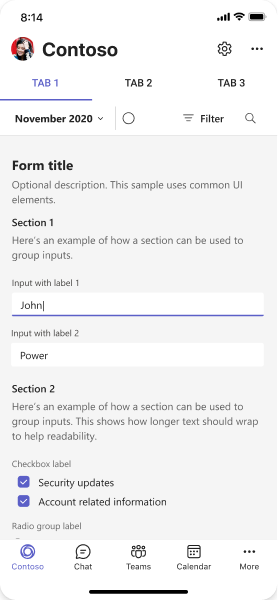 8:14
Contoso
TAB 1 TAB 2 TAB 3
November 2020 Filter
Form title
Optional description. This sample uses common UI
elements.
Section 1
Here's an example of how a section can be used to
group inputs.
Input with label 1
John
Input with label 2
Power
Section 2
Here's an example of how a section can be used to
group inputs. This shows how longer text should wrap
to help readability.
Checkbox label
Security updates
Account related information
Radio group label
Contoso Chat Teams Calendar More